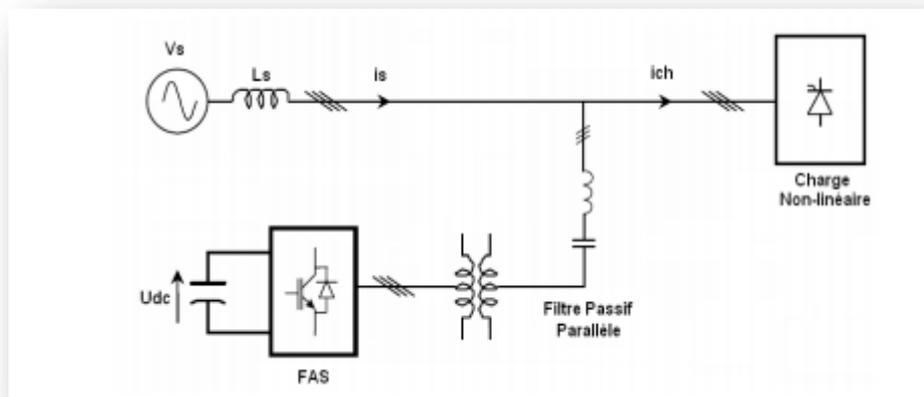 Vs
Ls
is
ich
Charge
Non-linéaire
Udc
FAS
Filtre Passif
Parallèle